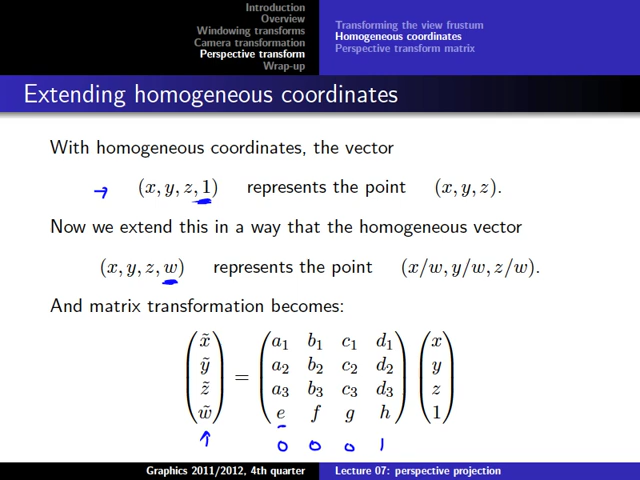 Introduction
Overview
Windowing transforms
Camera transformation
Perspective transform
Wrap-up
Transforming the view frustum
Homogeneous coordinates
Perspective transform matrix
Extending homogeneous coordinates
With homogeneous coordinates, the vector
→ (x, y, z, 1) represents the point (x, y, z).
Now we extend this in a way that the homogeneous vector
(x, y, z, w) represents the point (x/w, y/w, z/w).
And matrix transformation becomes:
x̃ a₁ b₁ c₁ d₁ x
ỹ a₂ b₂ c₂ d₂ y
=
z̃ a₃ b₃ c₃ d₃ z
w̃ e f g h 1
↑ 0 0 0 1
Graphics 2011/2012, 4th quarter Lecture 07: perspective projection